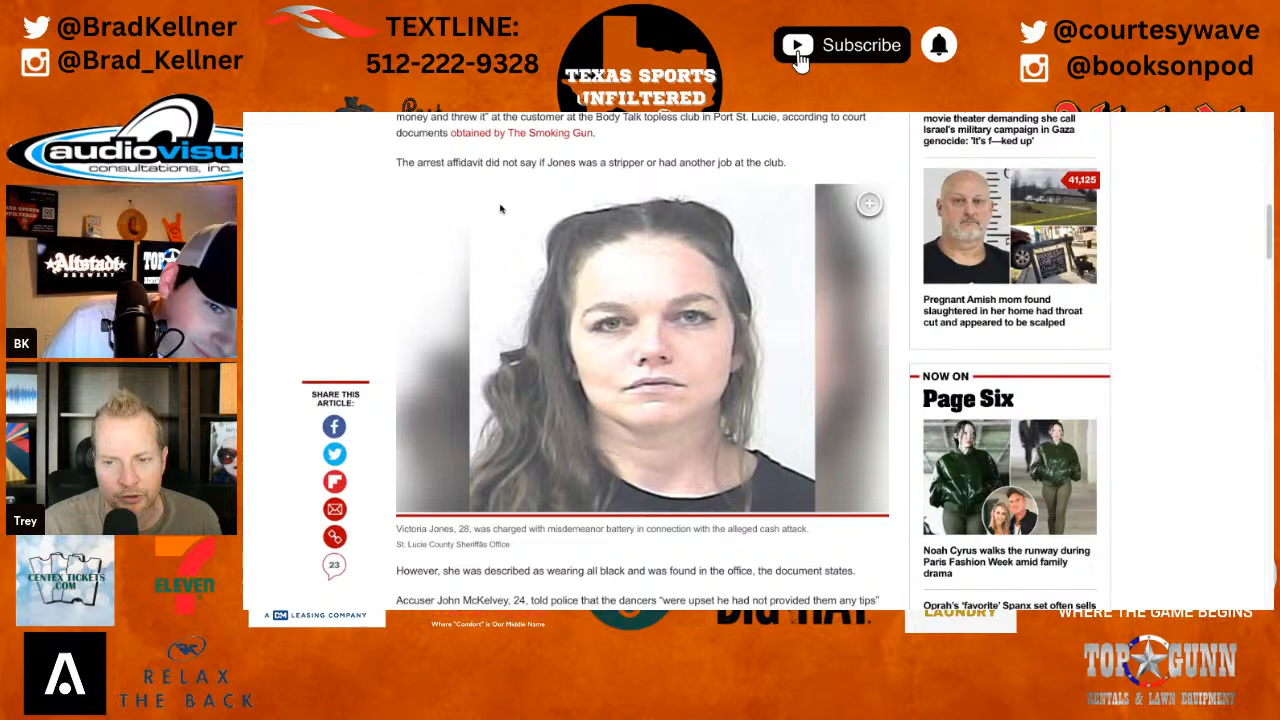 @BradKellner
@Brad_Kellner
TEXTLINE:
512-222-9328
TEXAS SPORTS
UNFILTERED
Subscribe
@courtesywave
@booksonpod
audiovisu
consultations, inc.
money and threw it" at the customer at the Body Talk topless club in Port St. Lucie, according to court
documents obtained by The Smoking Gun.
The arrest affidavit did not say if Jones was a stripper or had another job at the club.
SHARE THIS
ARTICLE:
23
Victoria Jones, 28, was charged with misdemeanor battery in connection with the alleged cash attack.
St. Lucie County Sheriffãs Office
However, she was described as wearing all black and was found in the office, the document states.
Accuser John McKelvey, 24, told police that the dancers "were upset he had not provided them any tips"
movie theater demanding she call
Israel's military campaign in Gaza
genocide: 'It's f—ked up'
41,125
Pregnant Amish mom found
slaughtered in her home had throat
cut and appeared to be scalped
NOW ON
Page Six
Noah Cyrus walks the runway during
Paris Fashion Week amid family
drama
Oprah's 'favorite' Spanx set often sells
Altstadt
BREWERY
TOP
BK
Trey
CENTEX TICKETS
.COM
ELEVEN
A DN LEASING COMPANY
Where "Comfort" is Our Middle Name
BIG HAT
LAUNDRY
WHERE THE GAME BEGINS
RELAX
THE BACK
TOP GUNN
RENTALS & LAWN EQUIPMENT